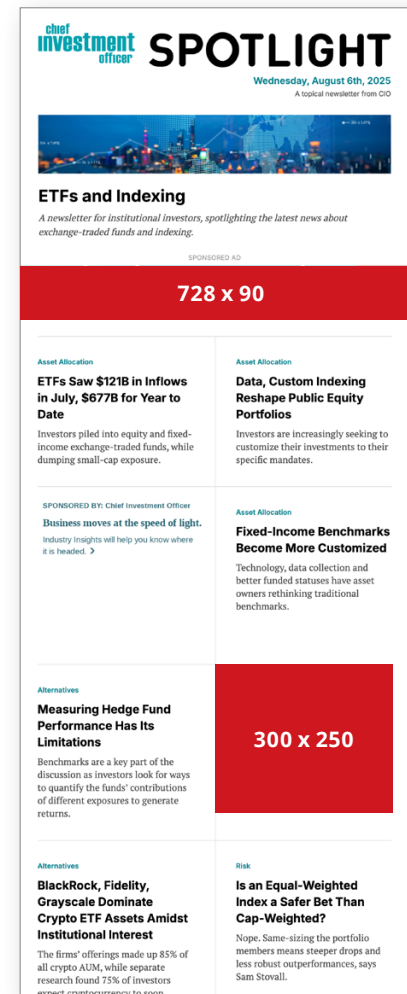 chief
investment
officer
SPOTLIGHT
Wednesday, August 6th, 2025
A topical newsletter from CIO
ETFs and Indexing
A newsletter for institutional investors, spotlighting the latest news about
exchange-traded funds and indexing.
SPONSORED AD
728 x 90
Asset Allocation
ETFs Saw $121B in Inflows
in July, $677B for Year to
Date
Investors piled into equity and fixed-
income exchange-traded funds, while
dumping small-cap exposure.
Asset Allocation
Data, Custom Indexing
Reshape Public Equity
Portfolios
Investors are increasingly seeking to
customize their investments to their
specific mandates.
SPONSORED BY: Chief Investment Officer
Business moves at the speed of light.
Industry Insights will help you know where
it is headed. >
Asset Allocation
Fixed-Income Benchmarks
Become More Customized
Technology, data collection and
better funded statuses have asset
owners rethinking traditional
benchmarks.
Alternatives
Measuring Hedge Fund
Performance Has Its
Limitations
Benchmarks are a key part of the
discussion as investors look for ways
to quantify the funds' contributions
of different exposures to generate
returns.
300 x 250
Alternatives
BlackRock, Fidelity,
Grayscale Dominate
Crypto ETF Assets Amidst
Institutional Interest
The firms' offerings made up 85% of
all crypto AUM, while separate
research found 75% of investors
expect cryptocurrency to soon
Risk
Is an Equal-Weighted
Index a Safer Bet Than
Cap-Weighted?
Nope. Same-sizing the portfolio
members means steeper drops and
less robust outperformances, says
Sam Stovall.